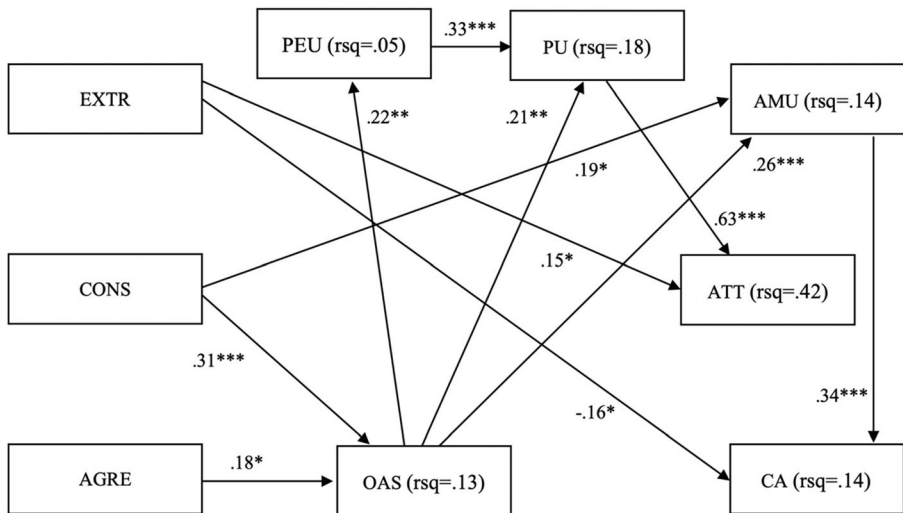 PEU (rsq=.05)
.33***
PU (rsq=.18)
EXTR
AMU (rsq=.14)
.22**
.21**
.19*
.26***
.63***
CONS
.15*
ATT (rsq=.42)
.31***
-.16*
.34***
AGRE
.18*
OAS (rsq=.13)
CA (rsq=.14)